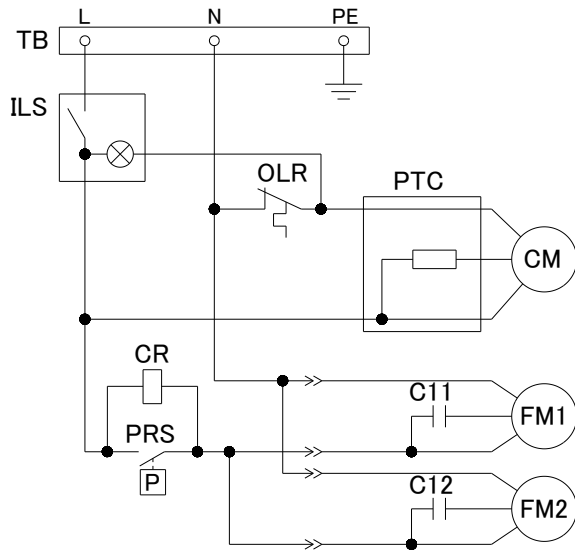 L N PE
TB
ILS
OLR
PTC
CM
CR
C11
FM1
PRS
P
C12
FM2